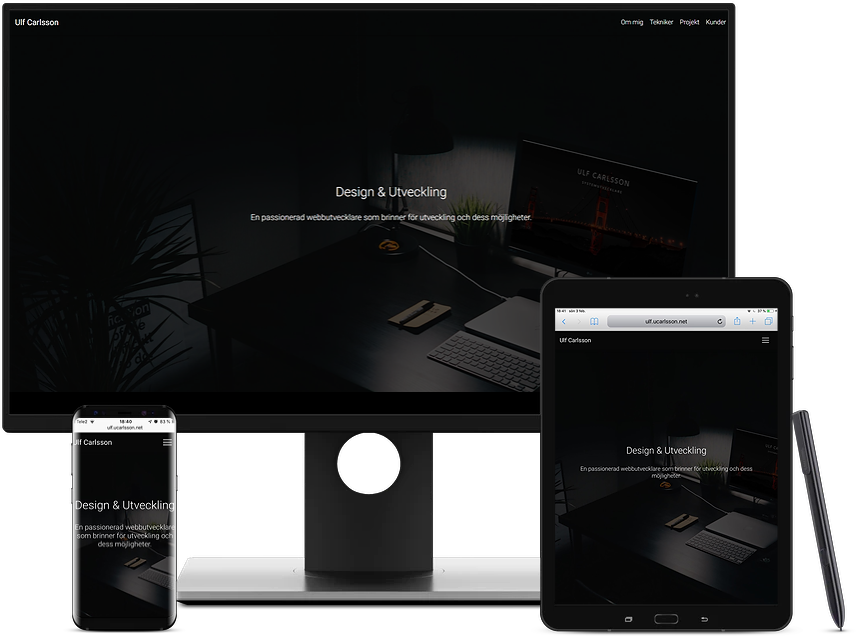 Ulf Carlsson
Om mig Tekniker Projekt Kunder
ULF CARLSSON
Design & Utveckling
En passionerad webbutvecklare som brinner för utveckling och dess möjligheter.
18:40
83 %
ulf.ucarlsson.net
Ulf Carlsson
Design & Utveckling
En passionerad webbutvecklare
som brinner för utveckling och
dess möjligheter.
18:41
37 %
ulf.ucarlsson.net
Ulf Carlsson
Design & Utveckling
En passionerad webbutvecklare som brinner för utveckling och dess
möjligheter.